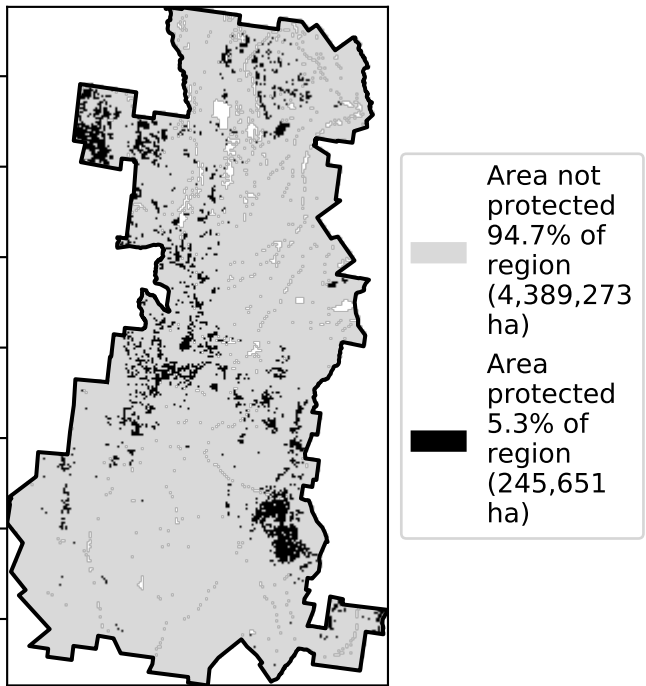 Area not
protected
94.7% of
region
(4,389,273
ha)
Area
protected
5.3% of
region
(245,651
ha)